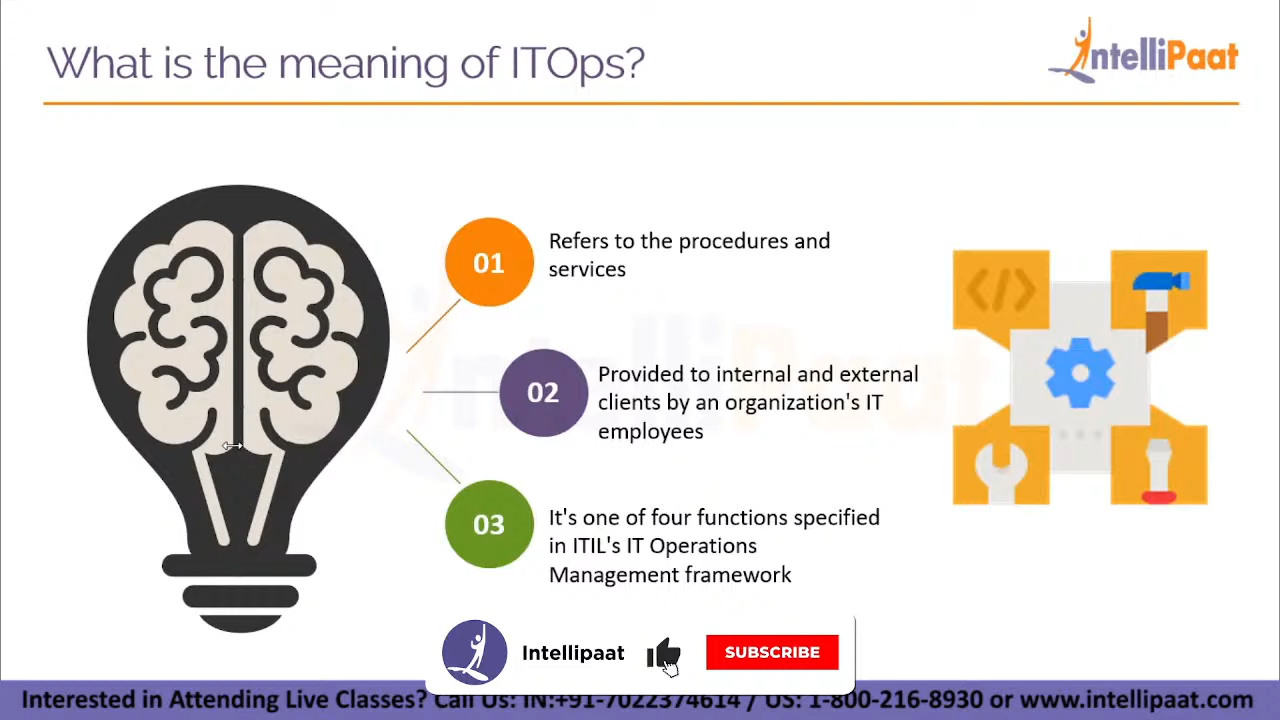 What is the meaning of ITOps?
IntelliPaat
01
Refers to the procedures and
services
02
Provided to internal and external
clients by an organization's IT
employees
03
It's one of four functions specified
in ITIL's IT Operations
Management framework
</>
IntelliPaat
Intellipaat
SUBSCRIBE
Interested in Attending Live Classes? Call Us: IN:+91-7022374614 / US: 1-800-216-8930 or www.intellipaat.com